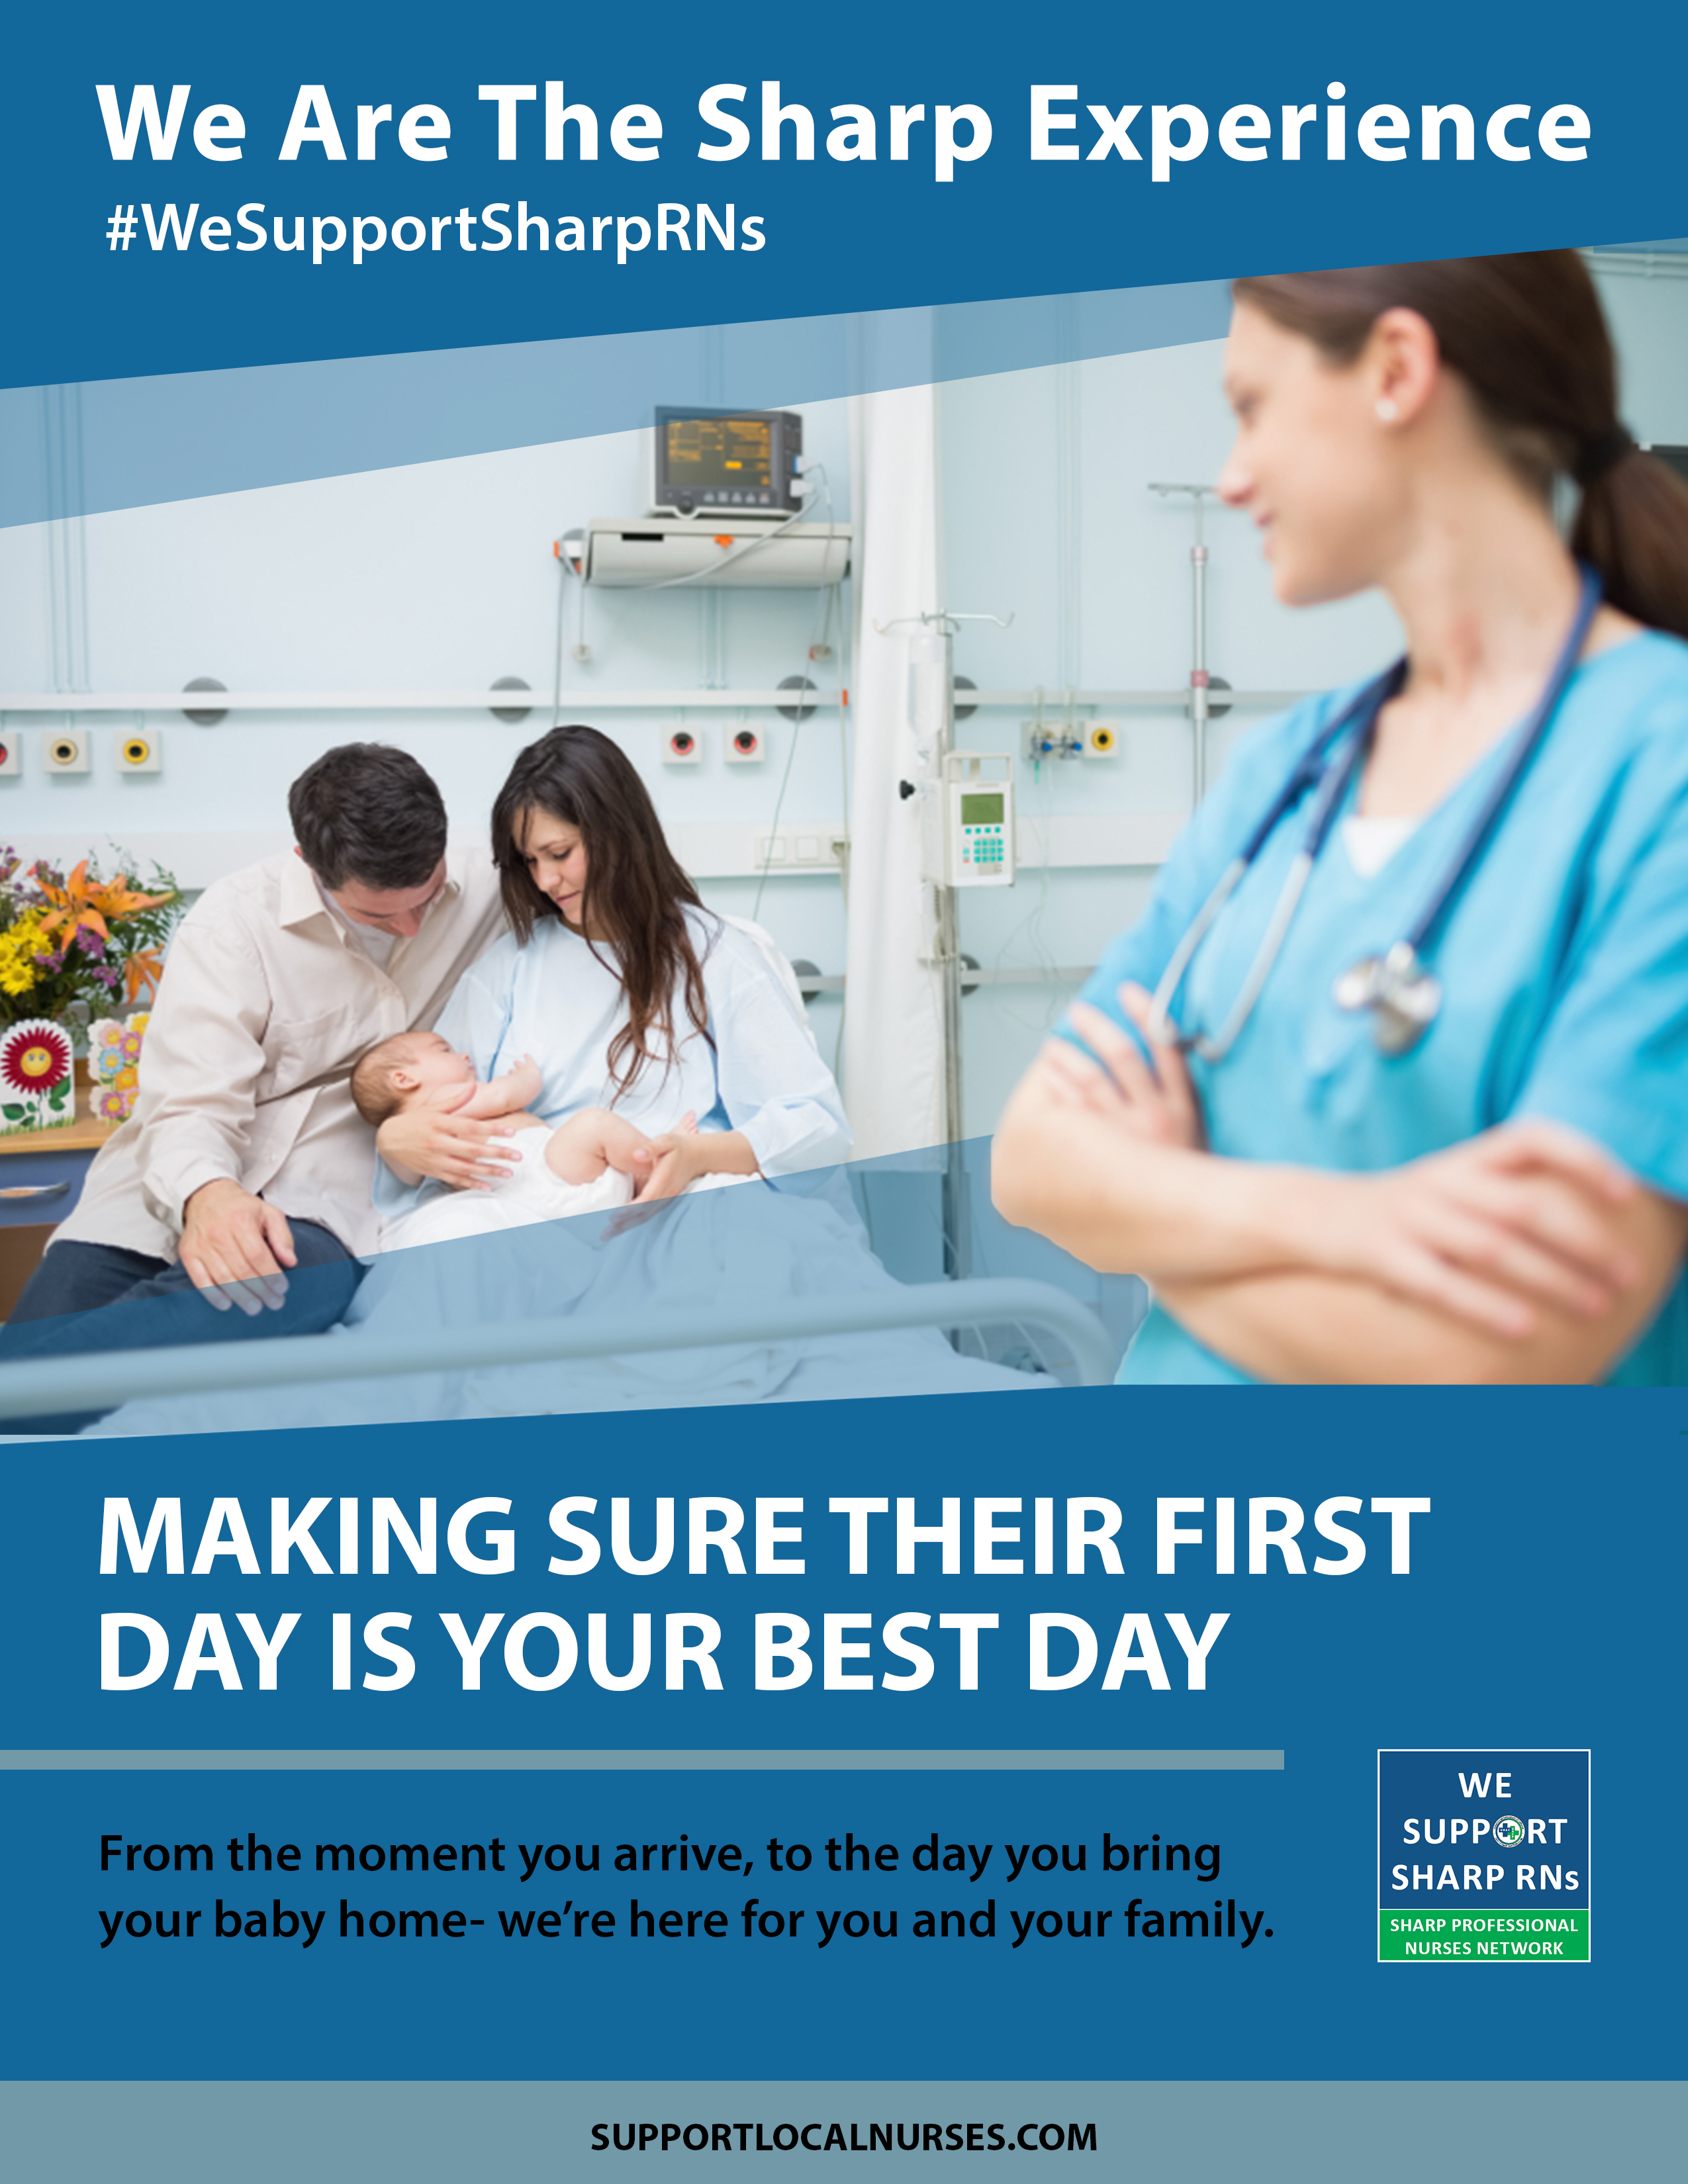 We Are The Sharp Experience
#WeSupportSharpRNs
MAKING SURE THEIR FIRST
DAY IS YOUR BEST DAY
From the moment you arrive, to the day you bring
your baby home- we’re here for you and your family.
WE
SUPPORT
SHARP RNs
SHARP PROFESSIONAL
NURSES NETWORK
SUPPORTLOCALNURSES.COM